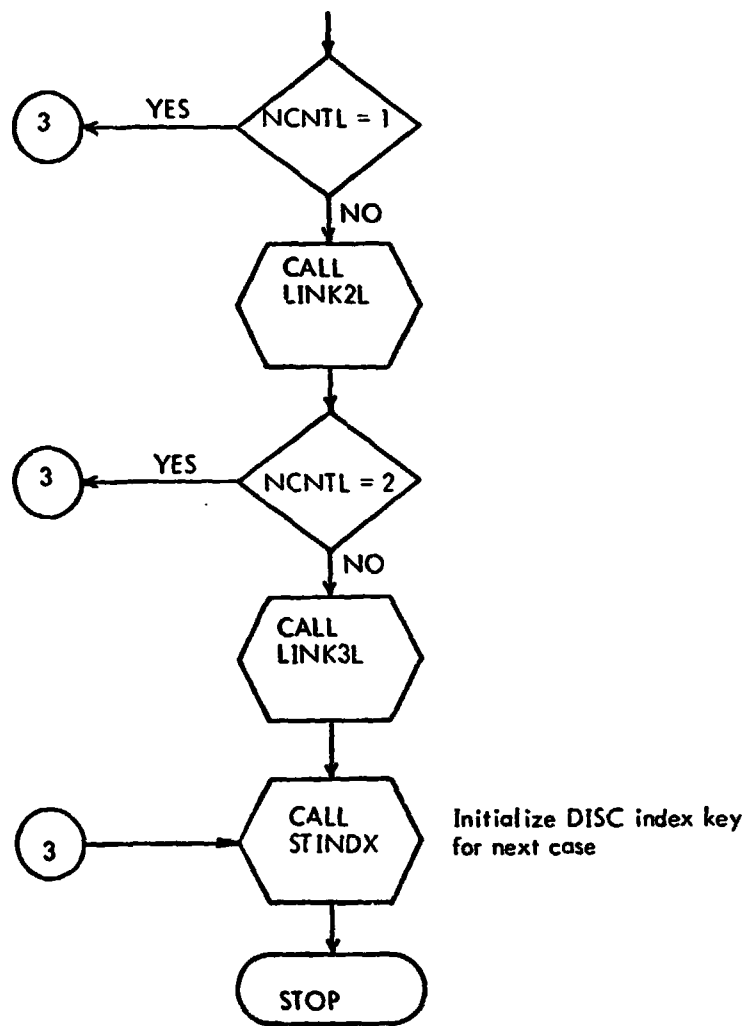 NCNTL = 1
YES
3
NO
CALL
LINK2L
NCNTL = 2
YES
3
NO
CALL
LINK3L
3
CALL
STINDX
Initialize DISC index key
for next case
STOP